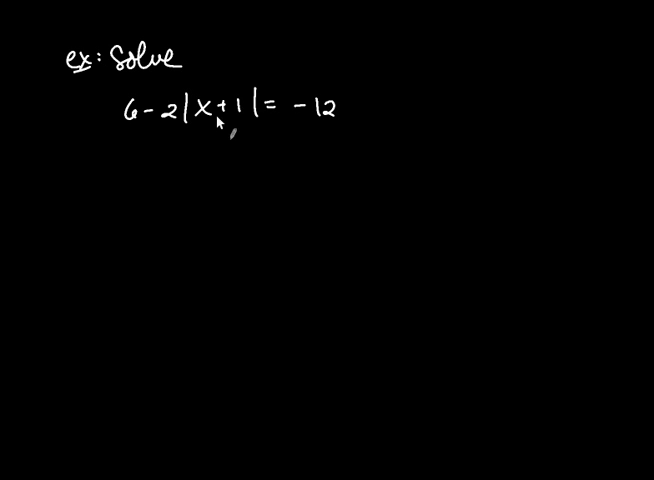 ex: Solve
6 - 2|x + 1| = -12